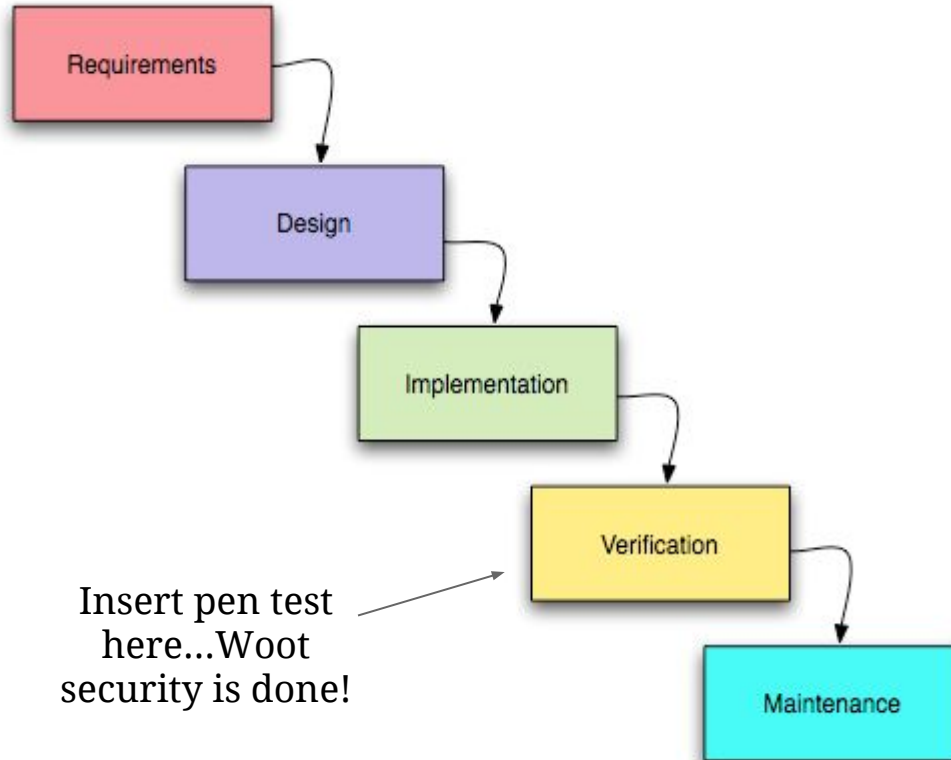 Requirements
Design
Implementation
Verification
Insert pen test
here...Woot
security is done!
Maintenance